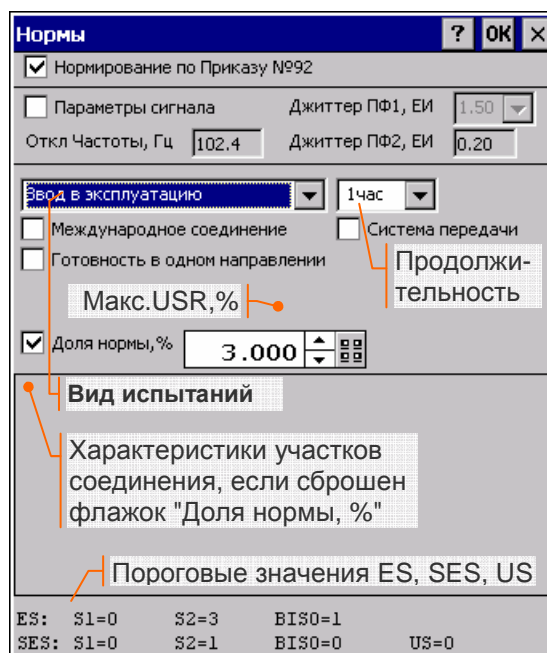 Нормы ? OK ×
Нормирование по Приказу №92
Параметры сигнала Джиттер ПФ1, ЕИ 1.50
Откл Частоты, Гц 102.4 Джиттер ПФ2, ЕИ 0.20
Ввод в эксплуатацию 1час
Международное соединение Система передачи
Готовность в одном направлении
Продолжи-
тельность
Макс.USR,%
Доля нормы,% 3.000
Вид испытаний
Характеристики участков
соединения, если сброшен
флажок "Доля нормы, %"
Пороговые значения ES, SES, US
ES: S1=0 S2=3 BISO=1
SES: S1=0 S2=1 BISO=0 US=0